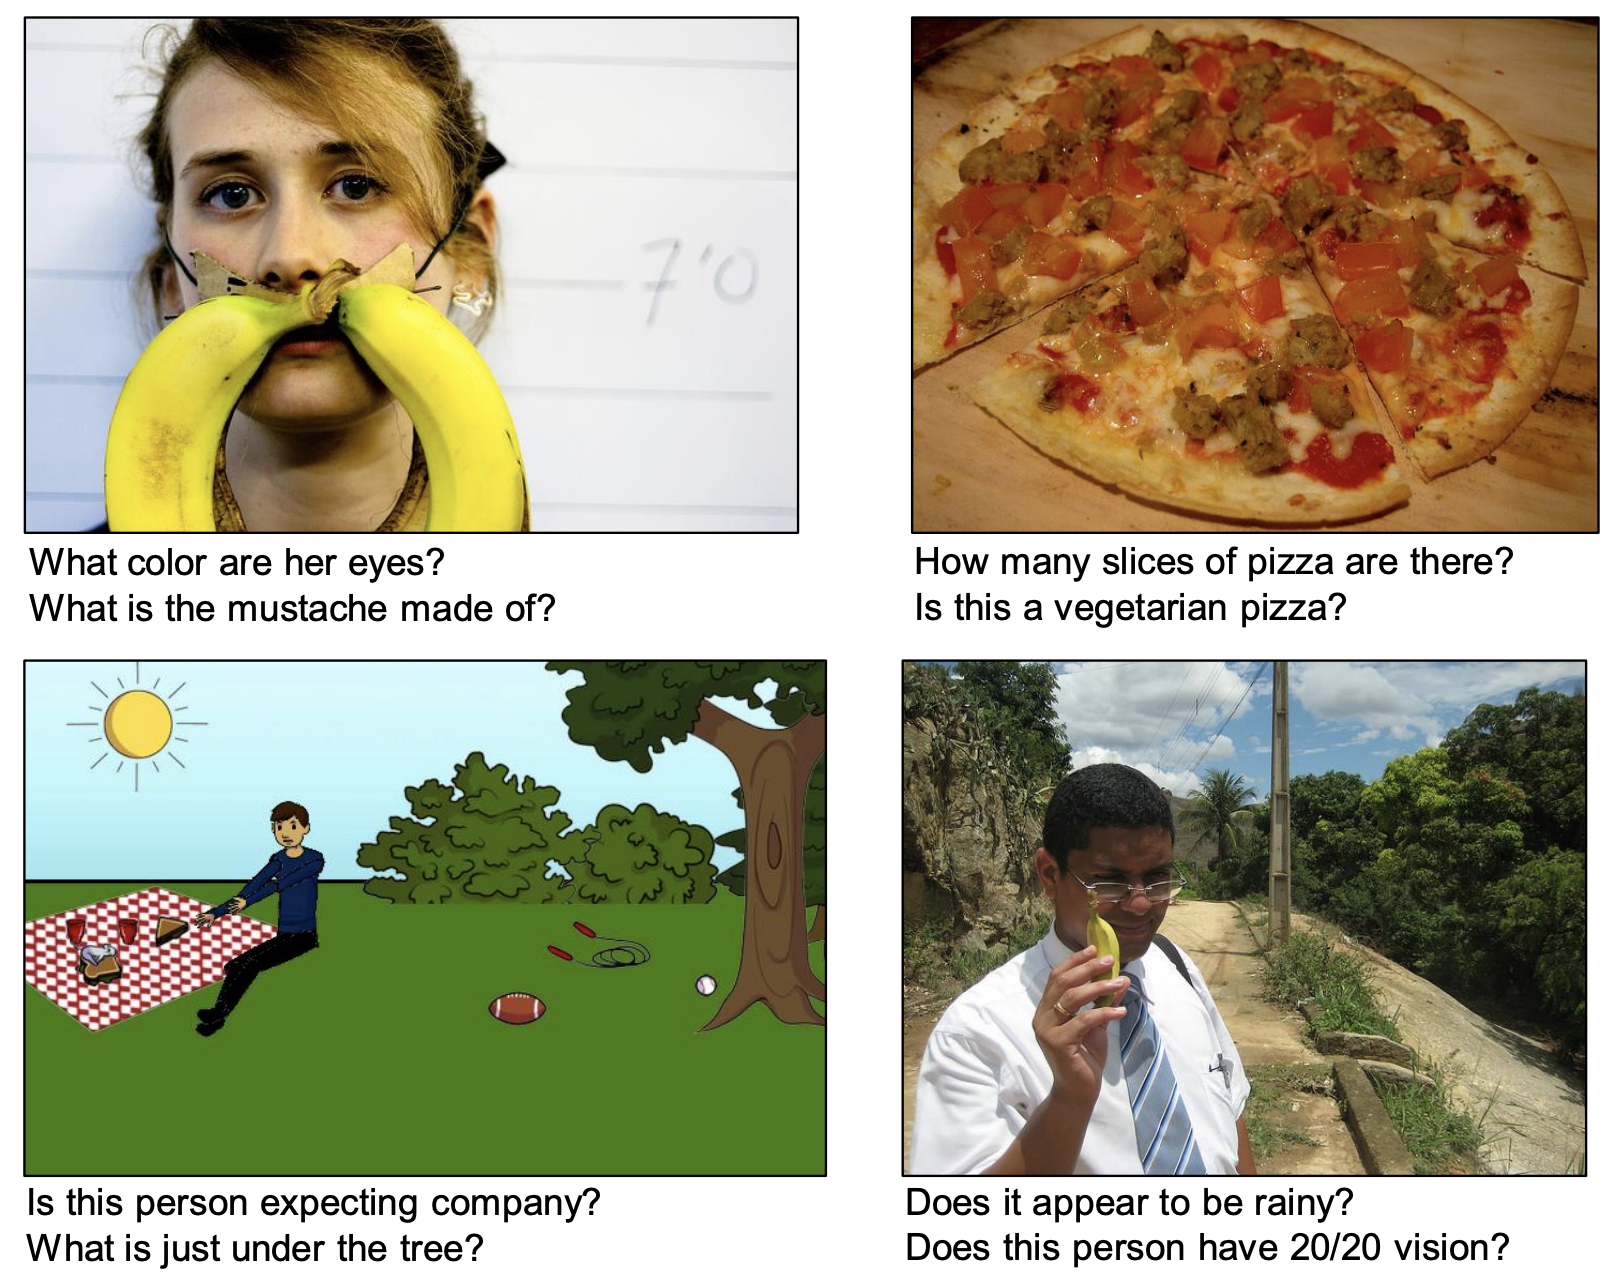 7'0
What color are her eyes?
What is the mustache made of?
How many slices of pizza are there?
Is this a vegetarian pizza?
Is this person expecting company?
What is just under the tree?
Does it appear to be rainy?
Does this person have 20/20 vision?